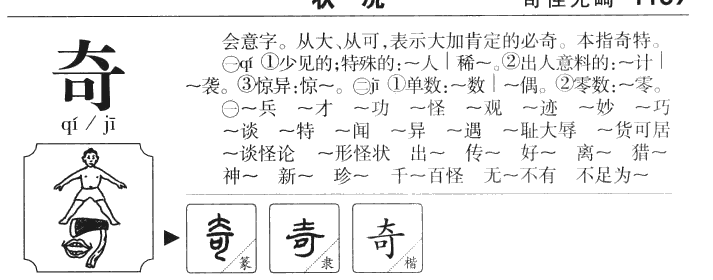 奇
qí / jī
会意字。从大、从可,表示大加肯定的必奇。本指奇特。
㊀qí ①少见的;特殊的:～人｜稀～。②出人意料的:～计｜
～袭。③惊异:惊～。㊁jī ①单数:～数｜～偶。②零数:～零。
㊀～兵 ～才 ～功 ～怪 ～观 ～迹 ～妙 ～巧
～谈 ～特 ～闻 ～异 ～遇 ～耻大辱 ～货可居
～谈怪论 ～形怪状 出～ 传～ 好～ 离～ 猎～
神～ 新～ 珍～ 千～百怪 无～不有 不足为～
奇 篆 奇 隶 奇 楷